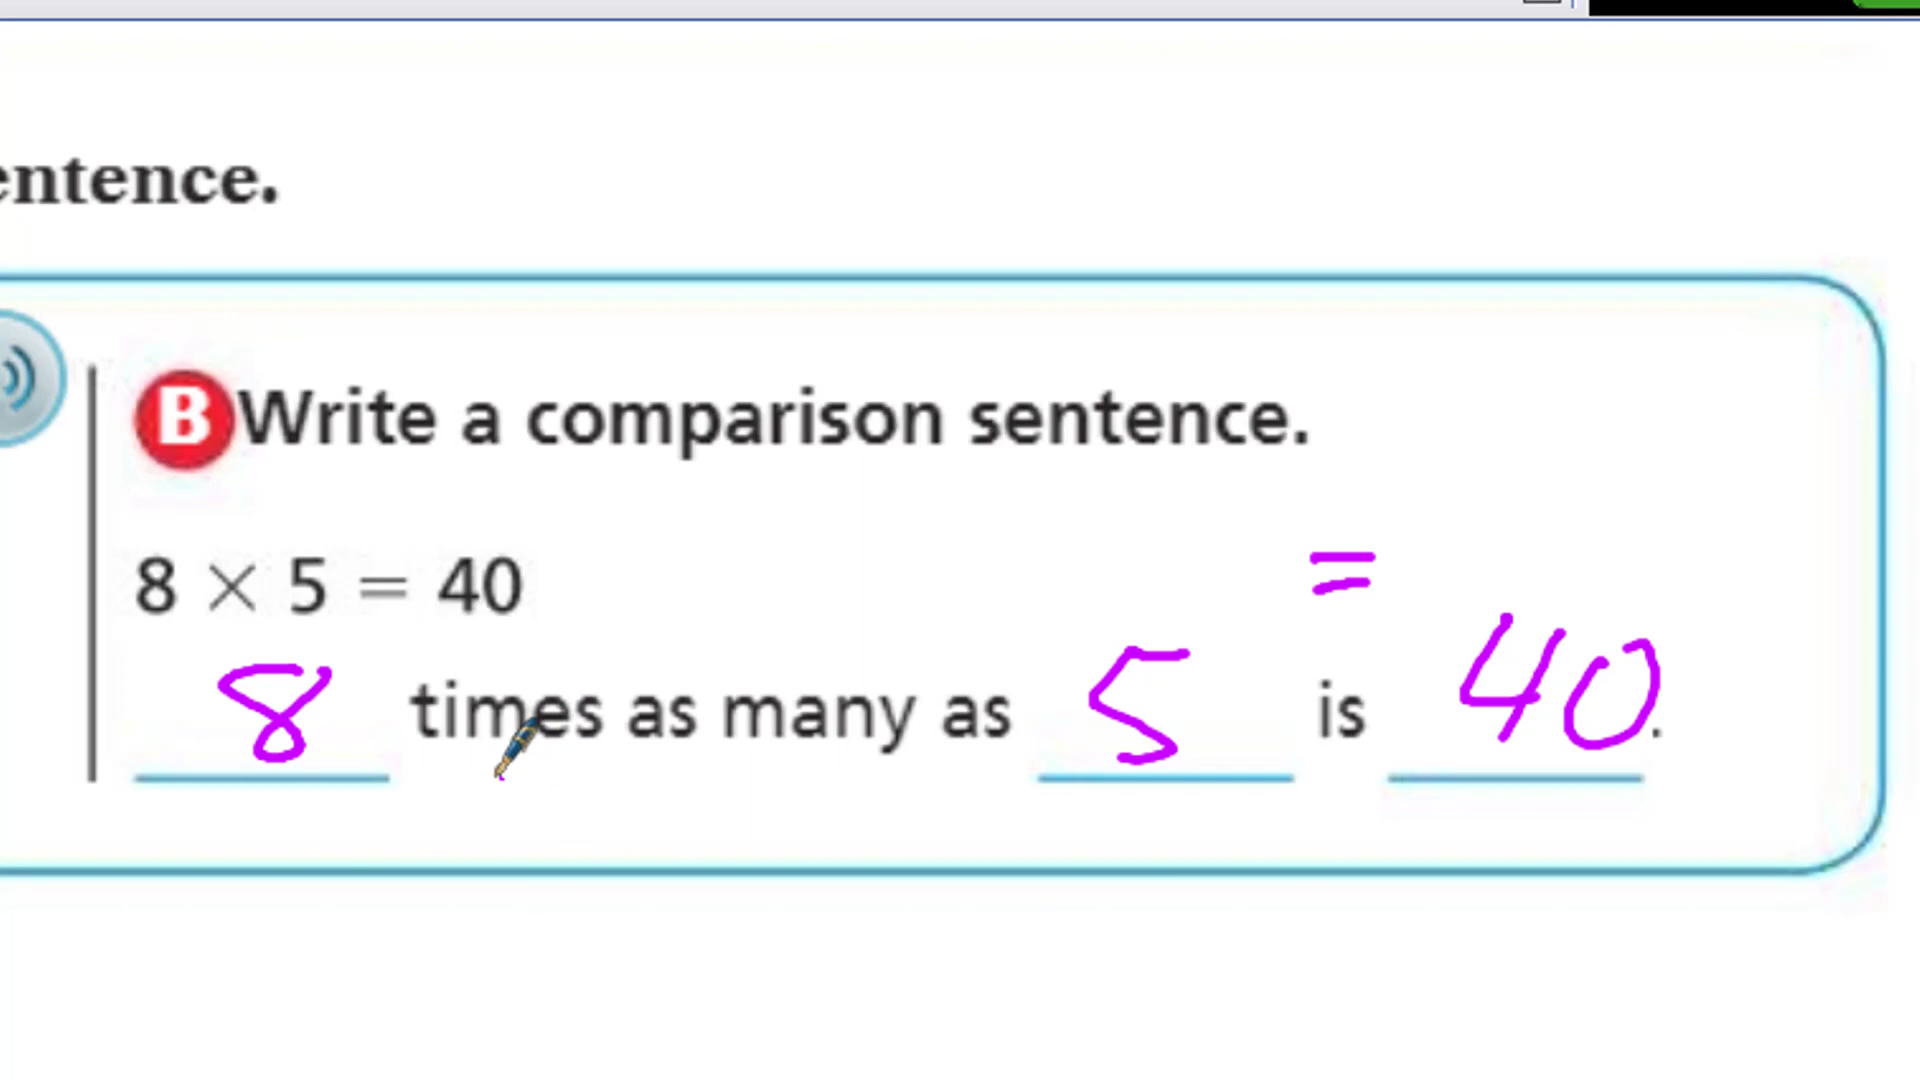 entence.
B Write a comparison sentence.
8 × 5 = 40
=
8 times as many as 5 is 40.